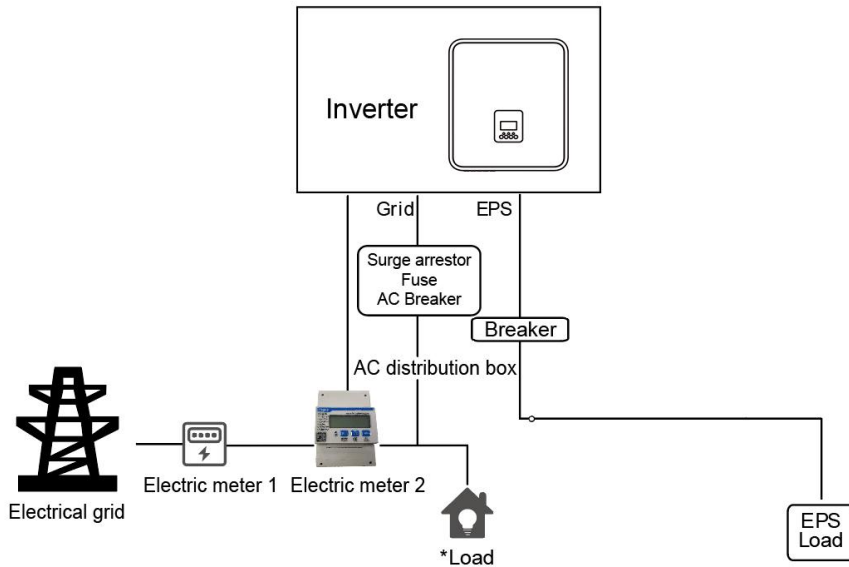 Inverter
Grid
EPS
Surge arrestor
Fuse
AC Breaker
Breaker
AC distribution box
Electric meter 1
Electric meter 2
Electrical grid
*Load
EPS
Load